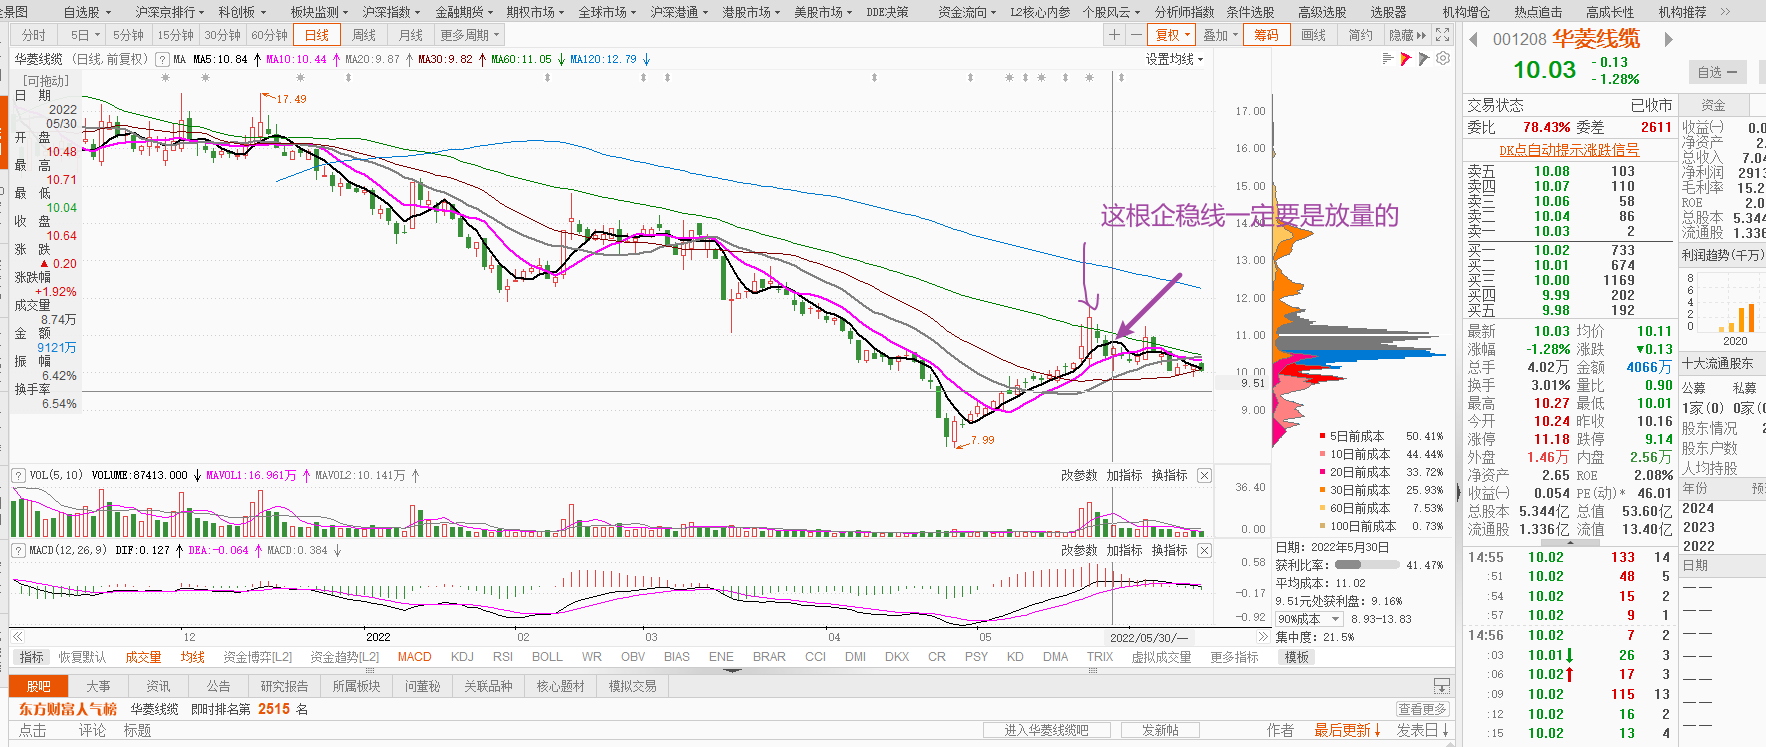 全景图 自选股 沪深京排行 科创板 板块监测 沪深指数 金融期货 期权市场 全球市场 沪深港通 港股市场 美股市场 DDE决策 资金流向 L2核心内参 个股风云 分析师指数 条件选股 高级选股 选股器 机构增仓 热点追击 高成长性 机构推荐
分时 5日 5分钟 15分钟 30分钟 60分钟 日线 周线 月线 更多周期 复权 叠加 筹码 画线 简约 隐藏
华菱线缆 (日线,前复权) ? MA MA5:10.84 MA10:10.44 MA20:9.87 MA30:9.82 MA60:11.05 MA120:12.79 设置均线
[可拖动]
日 期
2022
05/30
开 盘
10.48
最 高
10.71
最 低
10.04
收 盘
10.64
涨 跌
▲ 0.20
涨跌幅
+1.92%
成交量
8.74万
金 额
9121万
振 幅
6.42%
换手率
6.54%
17.49
7.99
这根企稳线一定要是放量的
17.00
16.00
15.00
14.00
13.00
12.00
11.00
10.00
9.51
9.00
5日前成本 50.41%
10日前成本 44.44%
20日前成本 33.72%
30日前成本 25.93%
60日前成本 7.53%
100日前成本 0.73%
日期: 2022年5月30日
获利比率: 41.47%
平均成本: 11.02
9.51元处获利盘: 9.16%
90%成本 8.93-13.83
集中度: 21.5%
? VOL(5,10) VOLUME:87413.000 MAVOL1:16.961万 MAVOL2:10.141万 改参数 加指标 换指标
36.40
0.00
? MACD(12,26,9) DIF:0.127 DEA:-0.064 MACD:0.384 改参数 加指标 换指标
0.58
-0.17
-0.92
12 2022 02 03 04 05 2022/05/30/一
指标 恢复默认 成交量 均线 资金博弈[L2] 资金趋势[L2] MACD KDJ RSI BOLL WR OBV BIAS ENE BRAR CCI DMI DKX CR PSY KD DMA TRIX 虚拟成交量 更多指标 模板
股吧 大事 资讯 公告 研究报告 所属板块 问董秘 关联品种 核心题材 模拟交易
东方财富人气榜 华菱线缆 即时排名第 2515 名 查看更多
点击 评论 标题 进入华菱线缆吧 发新帖 作者 最后更新 发表日
001208 华菱线缆
10.03 -0.13 -1.28% 自选
交易状态 已收市
委比 78.43% 委差 2611
DK点自动提示涨跌信号
卖五 10.08 103
卖四 10.07 110
卖三 10.06 58
卖二 10.04 86
卖一 10.03 2
买一 10.02 733
买二 10.01 674
买三 10.00 1169
买四 9.99 202
买五 9.98 192
最新 10.03 均价 10.11
涨幅 -1.28% 涨跌 ▼0.13
总手 4.02万 金额 4066万
换手 3.01% 量比 0.90
最高 10.27 最低 10.01
今开 10.24 昨收 10.16
涨停 11.18 跌停 9.14
外盘 1.46万 内盘 2.56万
净资产 2.65 ROE 2.08%
收益(一) 0.054 PE(动)* 46.01
总股本 5.344亿 总值 53.60亿
流通股 1.336亿 流值 13.40亿
14:55 10.02 133 14
:51 10.02 48 5
:54 10.02 15 2
:57 10.02 9 1
14:56 10.02 7 2
:03 10.01 26 3
:06 10.02 17 3
:09 10.02 115 13
:12 10.02 16 2
:15 10.02 13 4
资金
收益(一) 0.0
净资产 2.
总收入 7.04
净利润 2913
毛利率 15.2
ROE 2.0
总股本 5.344
流通股 1.336
利润趋势(千万)
8
6
4
2
0
2020
十大流通股东
公募 私募
1家(0) 0家(0
股东情况 2
股东户数
人均持股
年份 预
2024
2023
2022
日期